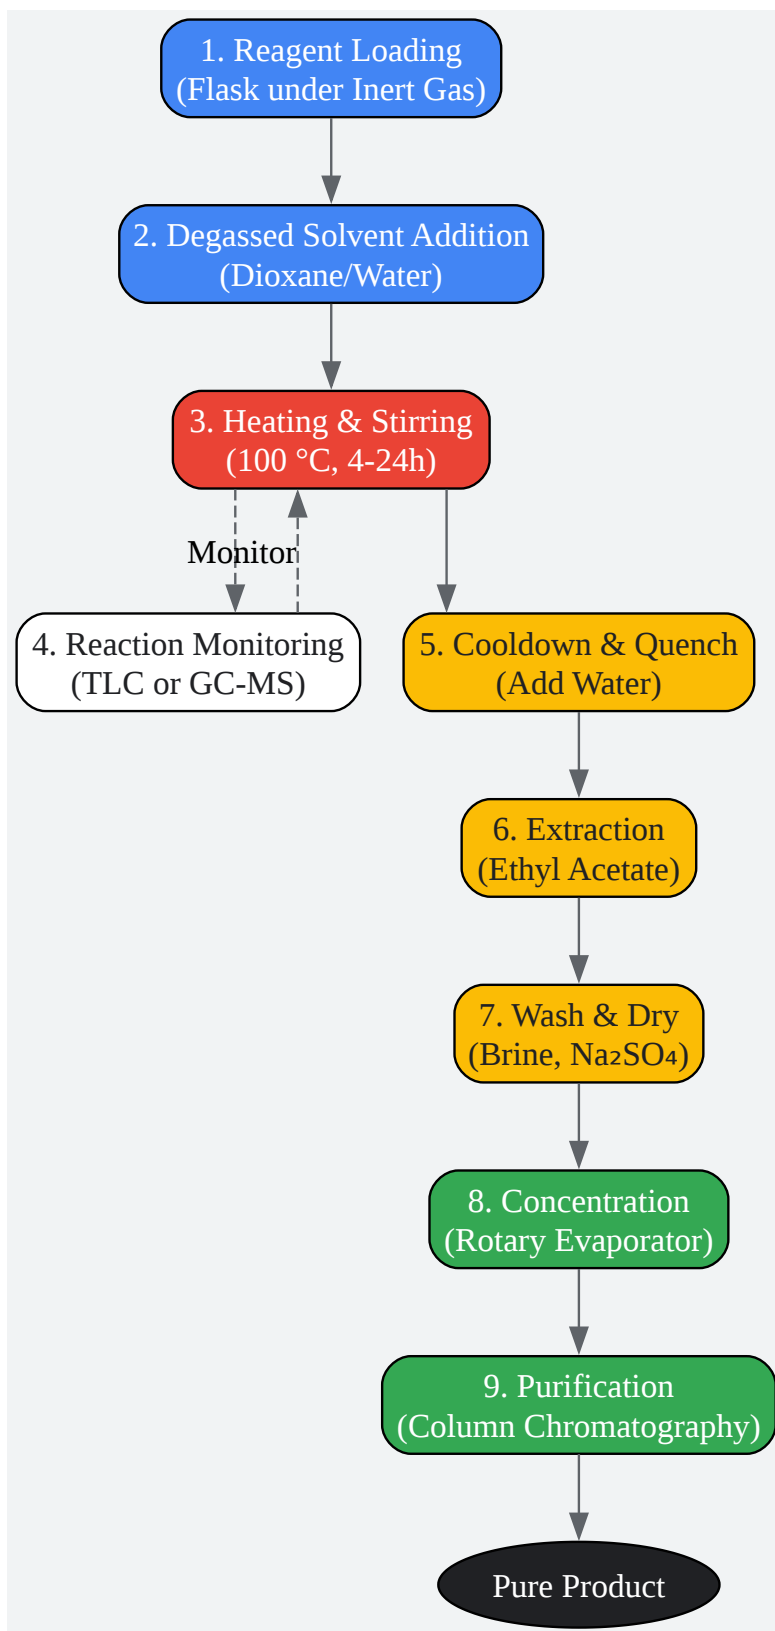 1. Reagent Loading
(Flask under Inert Gas)
2. Degassed Solvent Addition
(Dioxane/Water)
3. Heating & Stirring
(100 °C, 4-24h)
Monitor
4. Reaction Monitoring
(TLC or GC-MS)
5. Cooldown & Quench
(Add Water)
6. Extraction
(Ethyl Acetate)
7. Wash & Dry
(Brine, Na₂SO₄)
8. Concentration
(Rotary Evaporator)
9. Purification
(Column Chromatography)
Pure Product